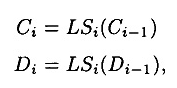 C_i = LS_i(C_{i-1})
D_i = LS_i(D_{i-1}),